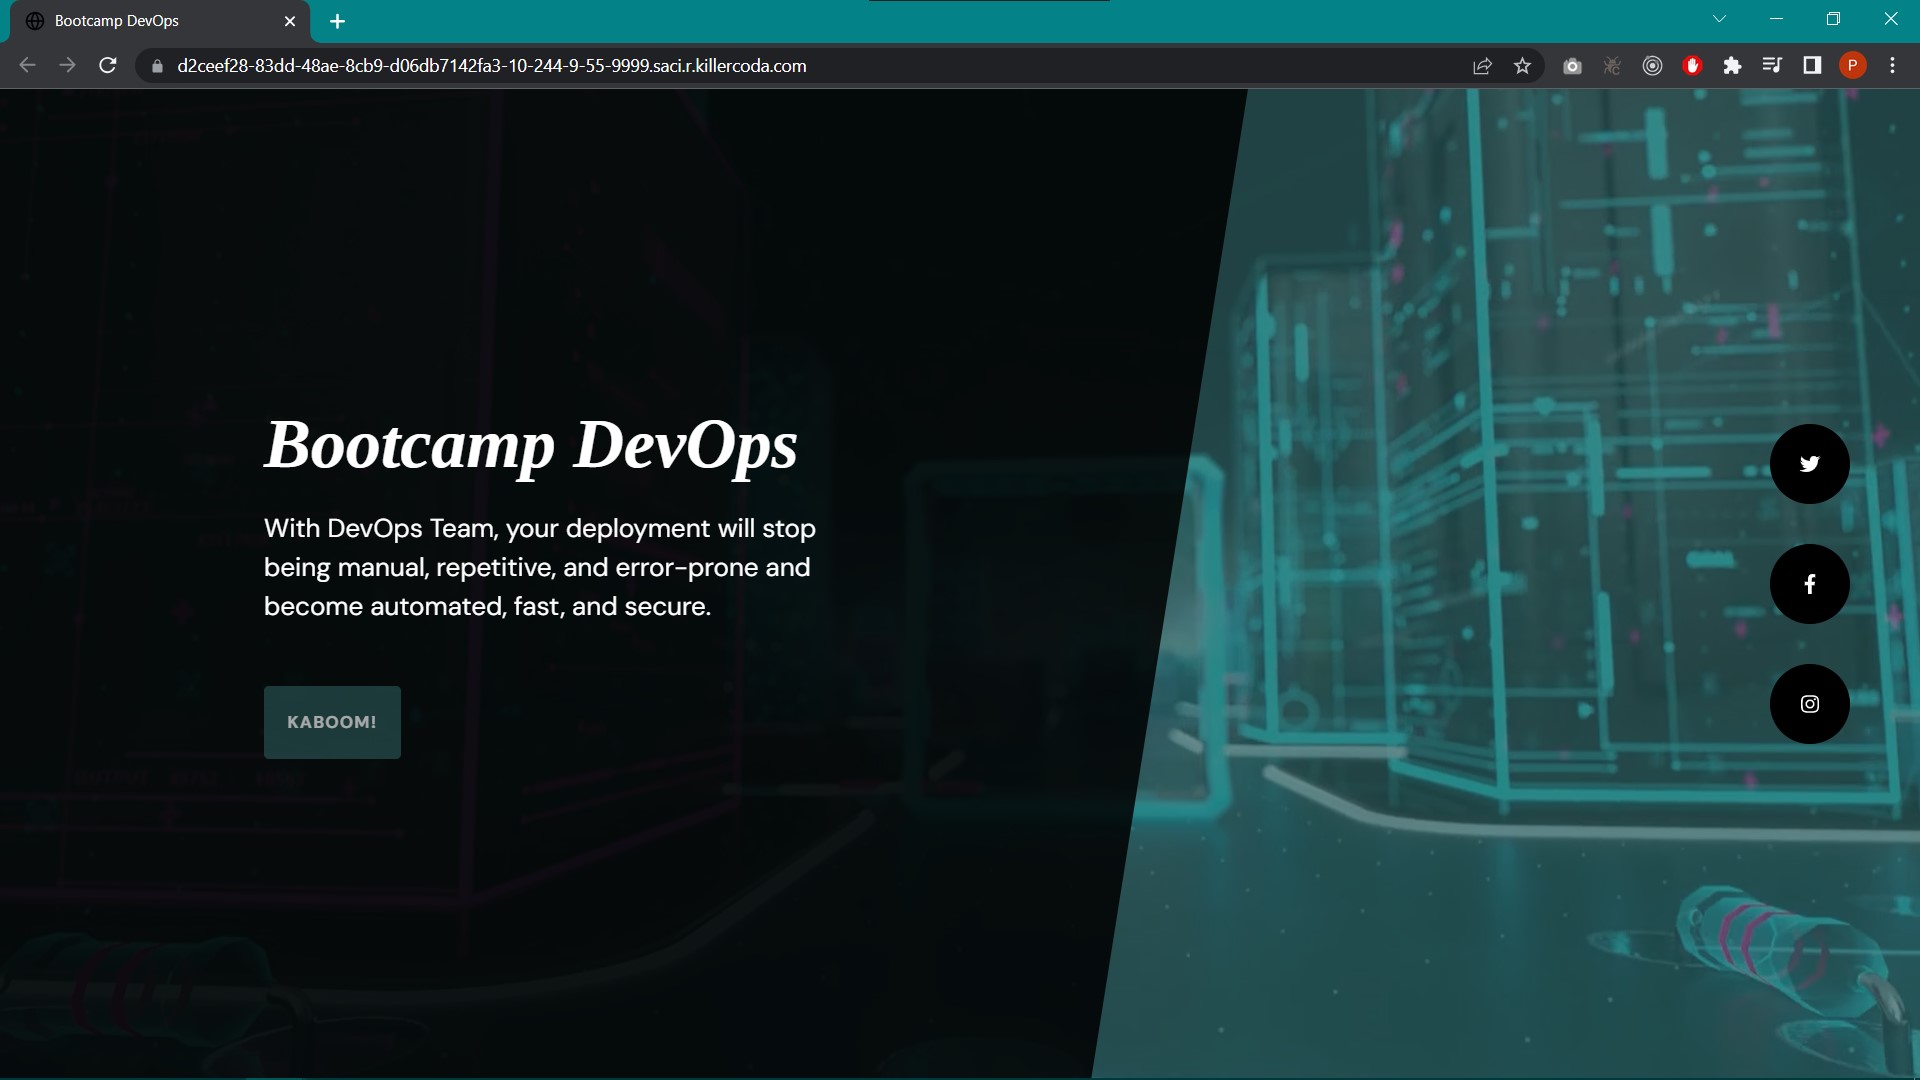 Bootcamp DevOps
d2ceef28-83dd-48ae-8cb9-d06db7142fa3-10-244-9-55-9999.saci.r.killercoda.com
P
Bootcamp DevOps
With DevOps Team, your deployment will stop
being manual, repetitive, and error-prone and
become automated, fast, and secure.
KABOOM!